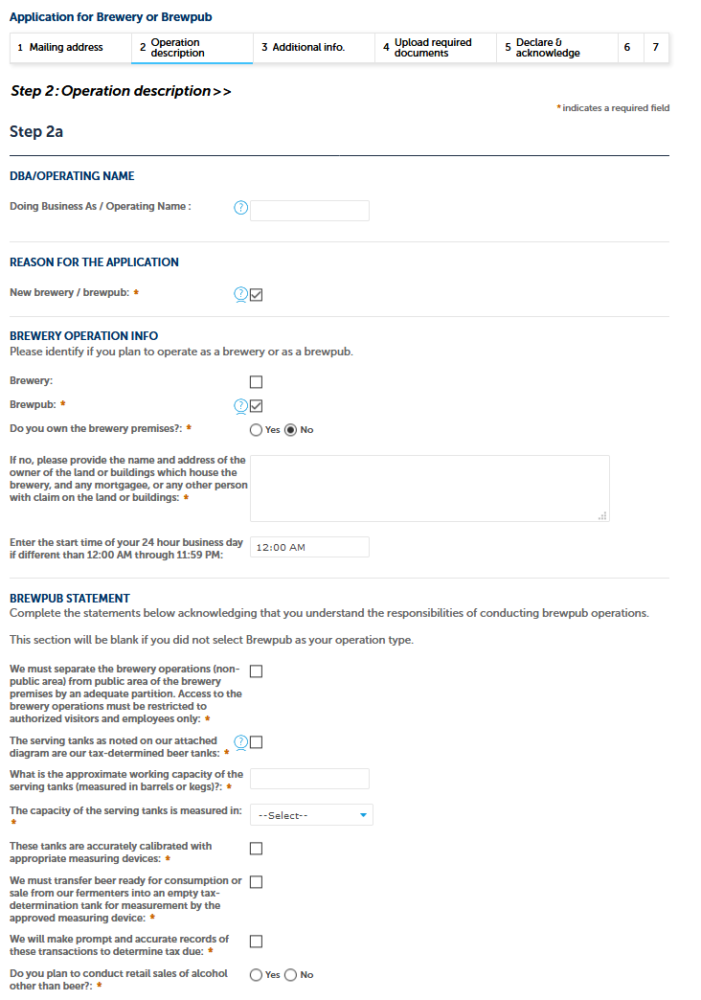 Application for Brewery or Brewpub
1 Mailing address
2 Operation
description
3 Additional info.
4 Upload required
documents
5 Declare &
acknowledge
6
7
Step 2: Operation description>>
* indicates a required field
Step 2a
DBA/OPERATING NAME
Doing Business As / Operating Name :
?
REASON FOR THE APPLICATION
New brewery / brewpub: *
?
BREWERY OPERATION INFO
Please identify if you plan to operate as a brewery or as a brewpub.
Brewery:
Brewpub: *
?
Do you own the brewery premises?: *
Yes No
If no, please provide the name and address of the
owner of the land or buildings which house the
brewery, and any mortgagee, or any other person
with claim on the land or buildings: *
Enter the start time of your 24 hour business day
if different than 12:00 AM through 11:59 PM:
12:00 AM
BREWPUB STATEMENT
Complete the statements below acknowledging that you understand the responsibilities of conducting brewpub operations.
This section will be blank if you did not select Brewpub as your operation type.
We must separate the brewery operations (non-
public area) from public area of the brewery
premises by an adequate partition. Access to the
brewery operations must be restricted to
authorized visitors and employees only: *
The serving tanks as noted on our attached
diagram are our tax-determined beer tanks: *
?
What is the approximate working capacity of the
serving tanks (measured in barrels or kegs)?: *
The capacity of the serving tanks is measured in:
*
--Select--
These tanks are accurately calibrated with
appropriate measuring devices: *
We must transfer beer ready for consumption or
sale from our fermenters into an empty tax-
determination tank for measurement by the
approved measuring device: *
We will make prompt and accurate records of
these transactions to determine tax due: *
Do you plan to conduct retail sales of alcohol
other than beer?: *
Yes No